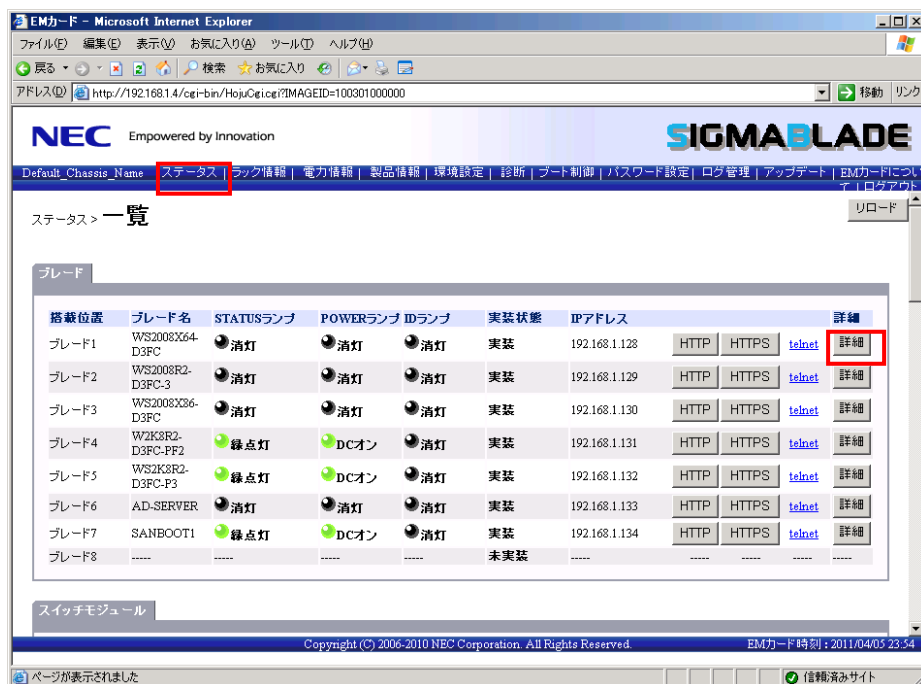 EMカード - Microsoft Internet Explorer
ファイル(F) 編集(E) 表示(V) お気に入り(A) ツール(T) ヘルプ(H)
戻る 検索 お気に入り
アドレス(D) http://192.168.1.4/cgi-bin/HojuCgi.cgi?IMAGEID=100301000000 移動 リンク
NEC Empowered by Innovation SIGMABLADE
Default_Chassis_Name ステータス | ラック情報 | 電力情報 | 製品情報 | 環境設定 | 診断 | ブート制御 | パスワード設定 | ログ管理 | アップデート | EMカードについ
て | ログアウト
ステータス > 一覧 リロード
ブレード
搭載位置 ブレード名 STATUSランプ POWERランプ IDランプ 実装状態 IPアドレス 詳細
ブレード1 WS2008X64-D3FC 消灯 消灯 消灯 実装 192.168.1.128 HTTP HTTPS telnet 詳細
ブレード2 WS2008R2-D3FC-3 消灯 消灯 消灯 実装 192.168.1.129 HTTP HTTPS telnet 詳細
ブレード3 WS2008X86-D3FC 消灯 消灯 消灯 実装 192.168.1.130 HTTP HTTPS telnet 詳細
ブレード4 W2K8R2-D3FC-PF2 緑点灯 DCオン 消灯 実装 192.168.1.131 HTTP HTTPS telnet 詳細
ブレード5 WS2K8R2-D3FC-P3 緑点灯 DCオン 消灯 実装 192.168.1.132 HTTP HTTPS telnet 詳細
ブレード6 AD-SERVER 消灯 消灯 消灯 実装 192.168.1.133 HTTP HTTPS telnet 詳細
ブレード7 SANBOOT1 緑点灯 DCオン 消灯 実装 192.168.1.134 HTTP HTTPS telnet 詳細
ブレード8 ----- ----- ----- ----- 未実装 ----- ----- ----- ----- -----
スイッチモジュール
Copyright (C) 2006-2010 NEC Corporation. All Rights Reserved. EMカード時刻 : 2011/04/05 23:54
ページが表示されました 信頼済みサイト